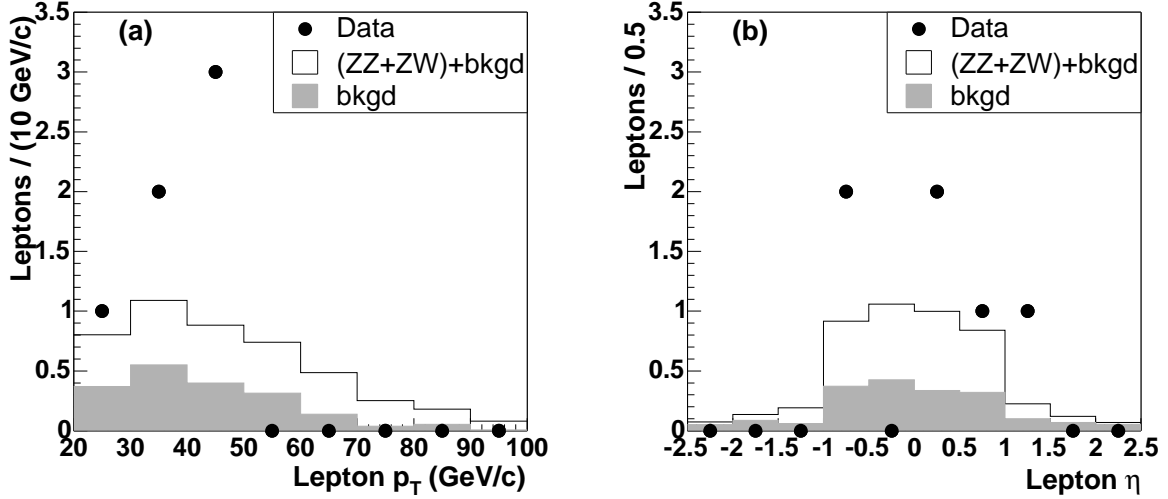 (a)
Data
(ZZ+ZW)+bkgd
bkgd
Leptons / (10 GeV/c)
3.5
3
2.5
2
1.5
1
0.5
0
20 30 40 50 60 70 80 90 100
Lepton pT (GeV/c)
(b)
Data
(ZZ+ZW)+bkgd
bkgd
Leptons / 0.5
3.5
3
2.5
2
1.5
1
0.5
0
-2.5 -2 -1.5 -1 -0.5 0 0.5 1 1.5 2 2.5
Lepton η